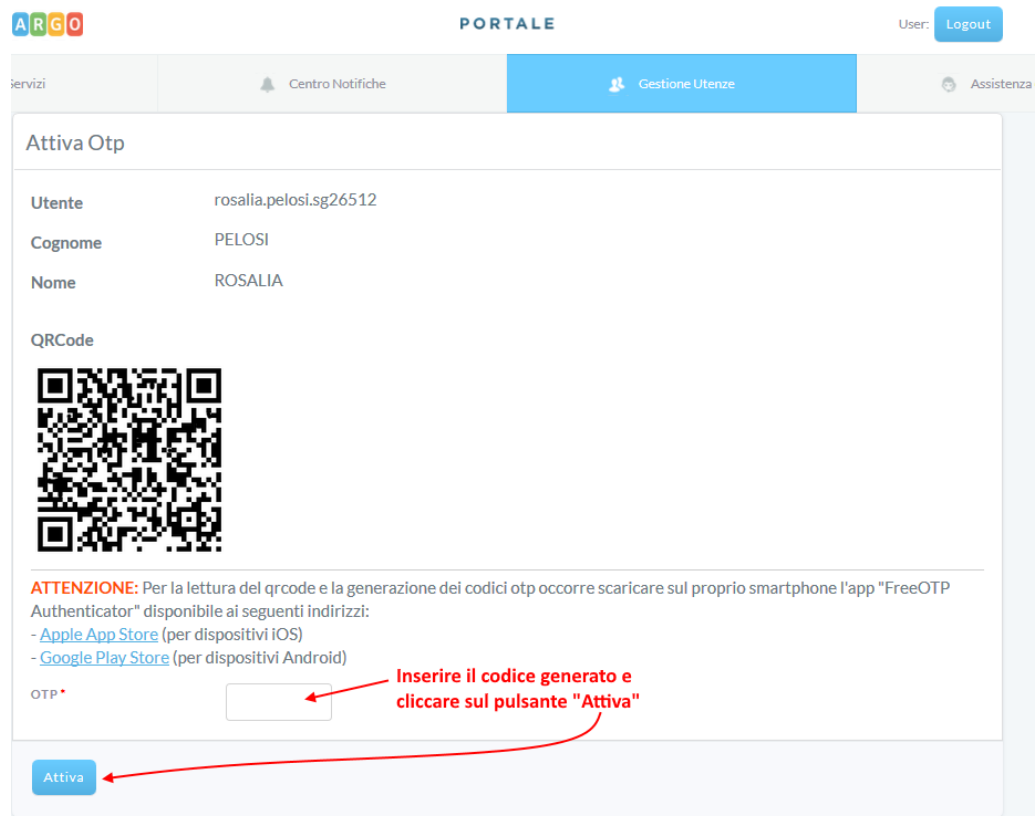 ARGO
PORTALE
User: Logout
Servizi
Centro Notifiche
Gestione Utenze
Assistenza
Attiva Otp
Utente rosalia.pelosi.sg26512
Cognome PELOSI
Nome ROSALIA
QRCode
ATTENZIONE: Per la lettura del qrcode e la generazione dei codici otp occorre scaricare sul proprio smartphone l'app "FreeOTP
Authenticator" disponibile ai seguenti indirizzi:
- Apple App Store (per dispositivi iOS)
- Google Play Store (per dispositivi Android)
Inserire il codice generato e
cliccare sul pulsante "Attiva"
OTP*
Attiva